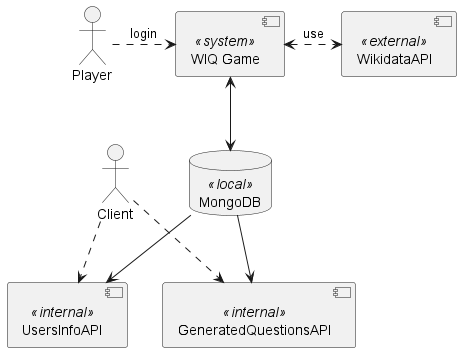 login
«system»
WIQ Game
use
«external»
WikidataAPI
Player
«local»
MongoDB
Client
«internal»
UsersInfoAPI
«internal»
GeneratedQuestionsAPI